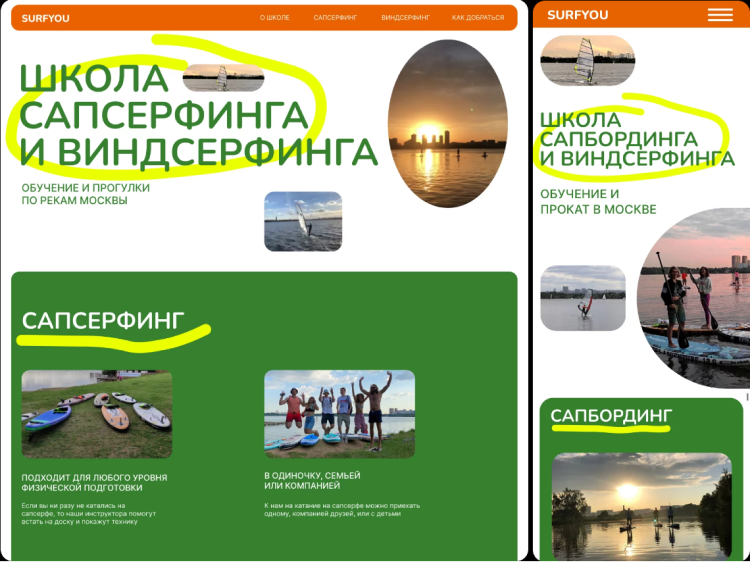 SURFYOU
О ШКОЛЕ
САПСЕРФИНГ
ВИНДСЕРФИНГ
КАК ДОБРАТЬСЯ
ШКОЛА
САПСЕРФИНГА
И ВИНДСЕРФИНГА
ОБУЧЕНИЕ И ПРОГУЛКИ
ПО РЕКАМ МОСКВЫ
САПСЕРФИНГ
ПОДХОДИТ ДЛЯ ЛЮБОГО УРОВНЯ
ФИЗИЧЕСКОЙ ПОДГОТОВКИ
Если вы ни разу не катались на
сапсерфе, то наши инструктора помогут
встать на доску и покажут технику
В ОДИНОЧКУ, СЕМЬЕЙ
ИЛИ КОМПАНИЕЙ
К нам на катание на сапсерфе можно приехать
одному, компанией друзей, или с детьми
SURFYOU
ШКОЛА
САПБОРДИНГА
И ВИНДСЕРФИНГА
ОБУЧЕНИЕ И
ПРОКАТ В МОСКВЕ
САПБОРДИНГ